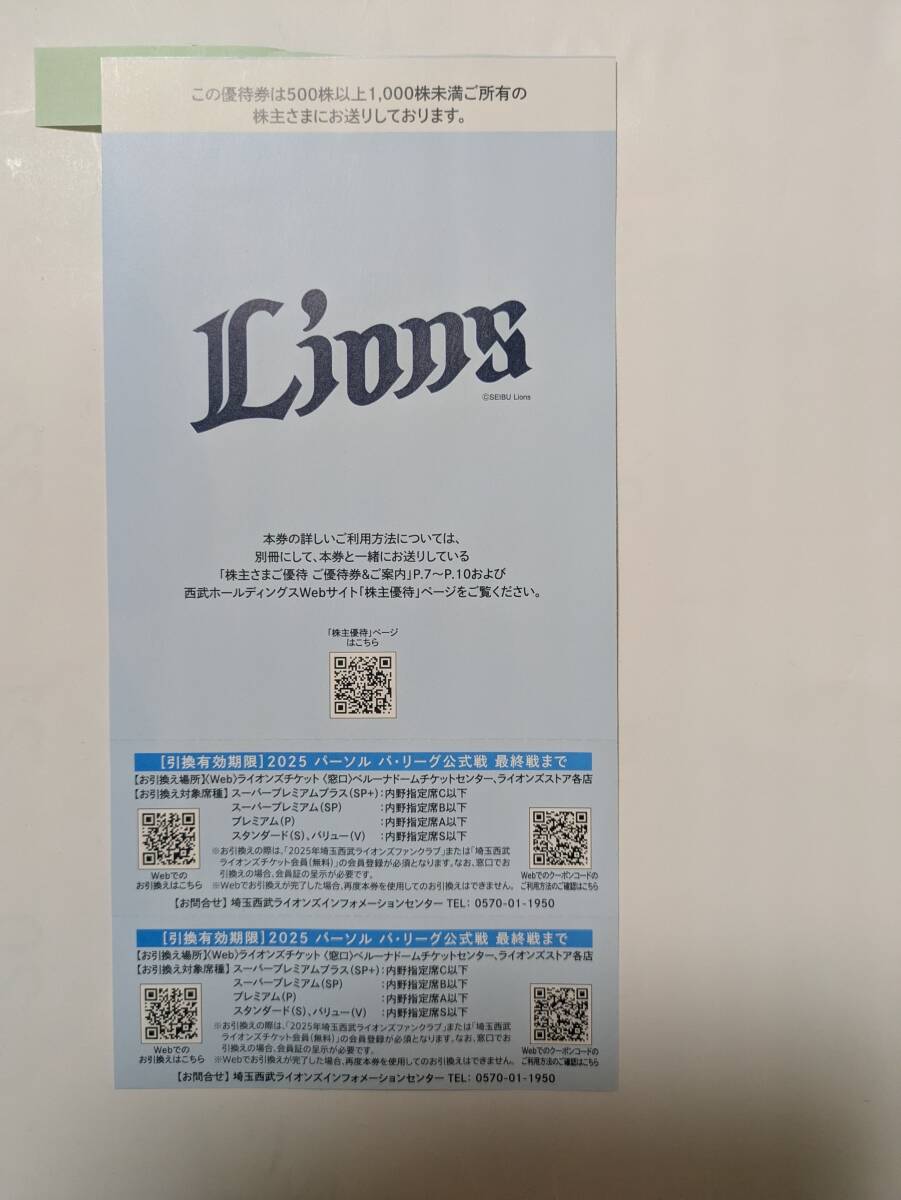 この優待券は500株以上1,000株未満ご所有の
株主さまにお送りしております。
Lions
©SEIBU Lions
本券の詳しいご利用方法については、
別冊にして、本券と一緒にお送りしている
「株主さまご優待 ご優待券&ご案内」P.7〜P.10および
西武ホールディングスWebサイト「株主優待」ページをご覧ください。
「株主優待」ページ
はこちら
[引換有効期限]2025 パーソル パ・リーグ公式戦 最終戦まで
【お引換え場所】〈Web〉ライオンズチケット〈窓口〉ベルーナドームチケットセンター、ライオンズストア各店
【お引換え対象席種】スーパープレミアムプラス(SP+):内野指定席C以下
スーパープレミアム(SP) :内野指定席B以下
プレミアム(P) :内野指定席A以下
スタンダード(S)、バリュー(V) :内野指定席S以下
※お引換えの際は、「2025年埼玉西武ライオンズファンクラブ」または「埼玉西武
ライオンズチケット会員(無料)」の会員登録が必須となります。なお、窓口でお
引換えの場合、会員証の呈示が必要です。
※Webでお引換えが完了した場合、再度本券を使用してのお引換えはできません。
Webでの
お引換えはこちら
Webでのクーポンコードの
ご利用方法のご確認はこちら
【お問合せ】埼玉西武ライオンズインフォメーションセンター TEL: 0570-01-1950
[引換有効期限]2025 パーソル パ・リーグ公式戦 最終戦まで
【お引換え場所】〈Web〉ライオンズチケット〈窓口〉ベルーナドームチケットセンター、ライオンズストア各店
【お引換え対象席種】スーパープレミアムプラス(SP+):内野指定席C以下
スーパープレミアム(SP) :内野指定席B以下
プレミアム(P) :内野指定席A以下
スタンダード(S)、バリュー(V) :内野指定席S以下
※お引換えの際は、「2025年埼玉西武ライオンズファンクラブ」または「埼玉西武
ライオンズチケット会員(無料)」の会員登録が必須となります。なお、窓口でお
引換えの場合、会員証の呈示が必要です。
※Webでお引換えが完了した場合、再度本券を使用してのお引換えはできません。
Webでの
お引換えはこちら
Webでのクーポンコードの
ご利用方法のご確認はこちら
【お問合せ】埼玉西武ライオンズインフォメーションセンター TEL: 0570-01-1950